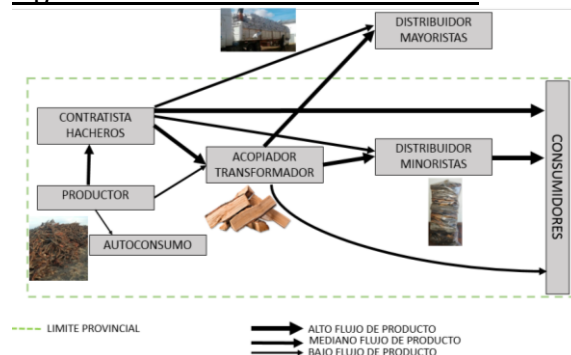 DISTRIBUIDOR
MAYORISTAS
CONTRATISTA
HACHEROS
ACOPIADOR
TRANSFORMADOR
DISTRIBUIDOR
MINORISTAS
CONSUMIDORES
PRODUCTOR
AUTOCONSUMO
LIMITE PROVINCIAL
ALTO FLUJO DE PRODUCTO
MEDIANO FLUJO DE PRODUCTO
BAJO FLUJO DE PRODUCTO